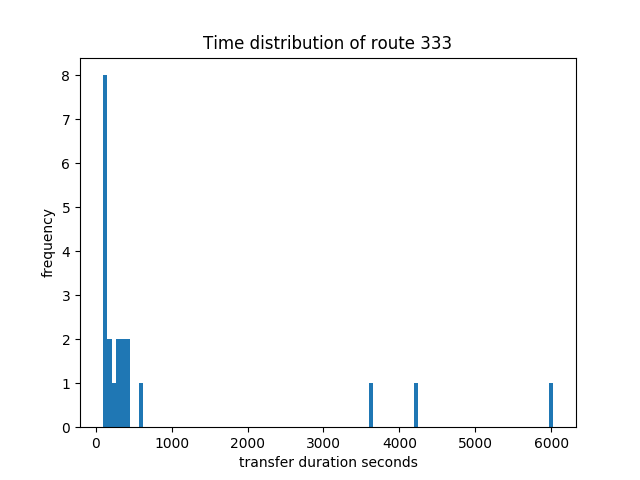 Time distribution of route 333
8
7
6
5
4
3
2
1
0
frequency
0 1000 2000 3000 4000 5000 6000
transfer duration seconds